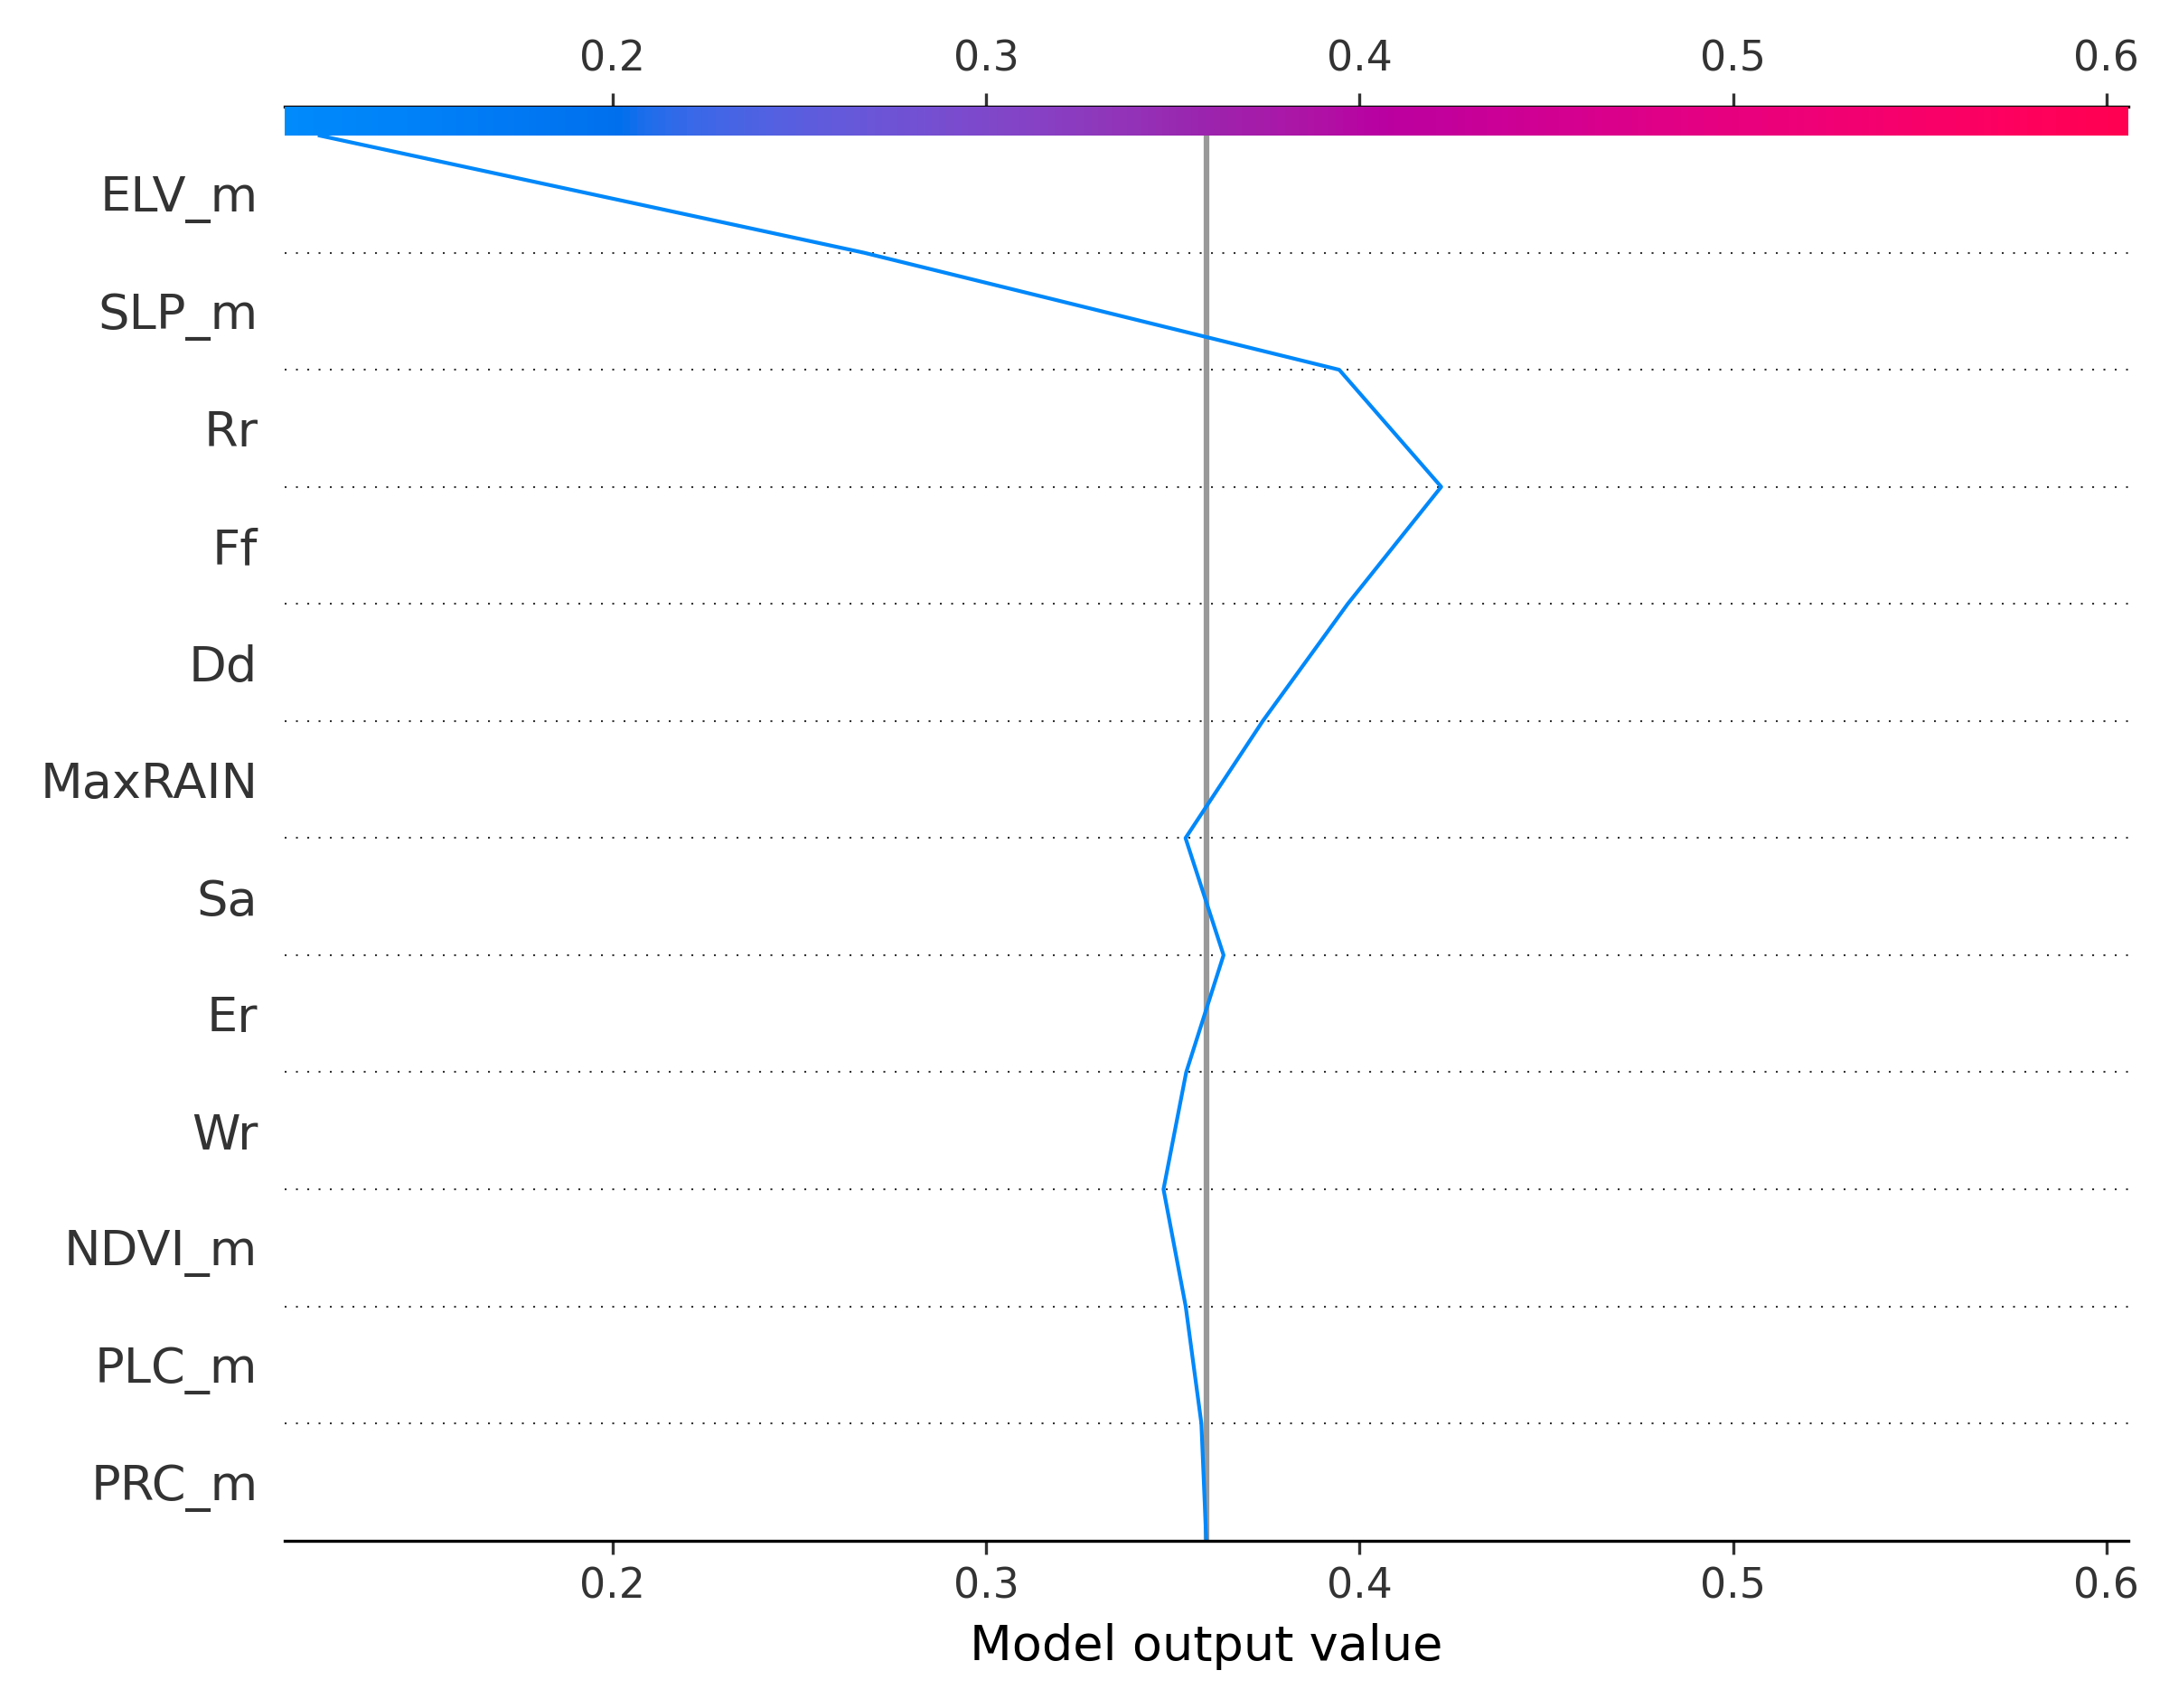 0.2 0.3 0.4 0.5 0.6
ELV_m
SLP_m
Rr
Ff
Dd
MaxRAIN
Sa
Er
Wr
NDVI_m
PLC_m
PRC_m
0.2 0.3 0.4 0.5 0.6
Model output value